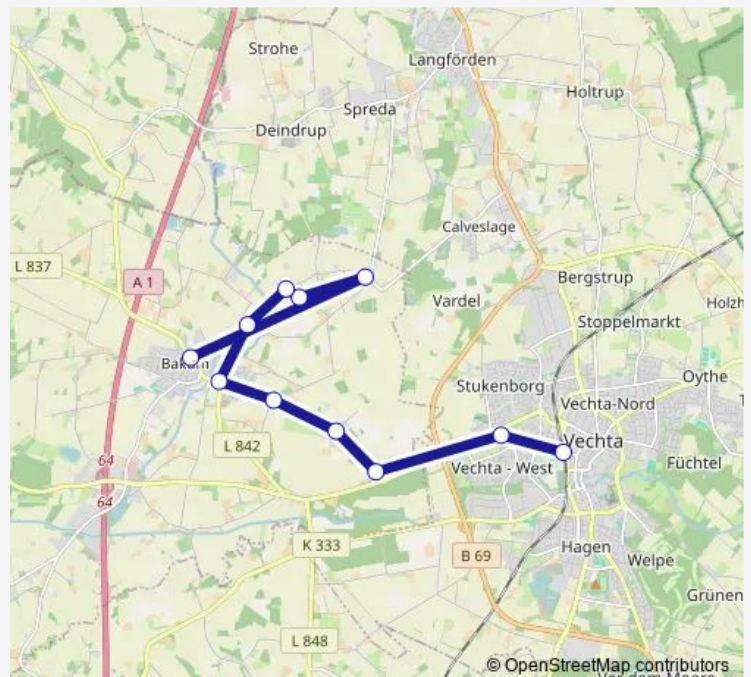 Strohe
Langförden
Holtrup
Spreda
Deindrup
Calveslage
L 837
A 1
Bergstrup
Vardel
Stoppelmarkt
Stukenborg
Oythe
Vechta-Nord
L 842
Vechta
64
Vechta - West
Füchtel
64
K 333
Hagen
B 69
Welpe
Grünen
L 848
© OpenStreetMap contributors